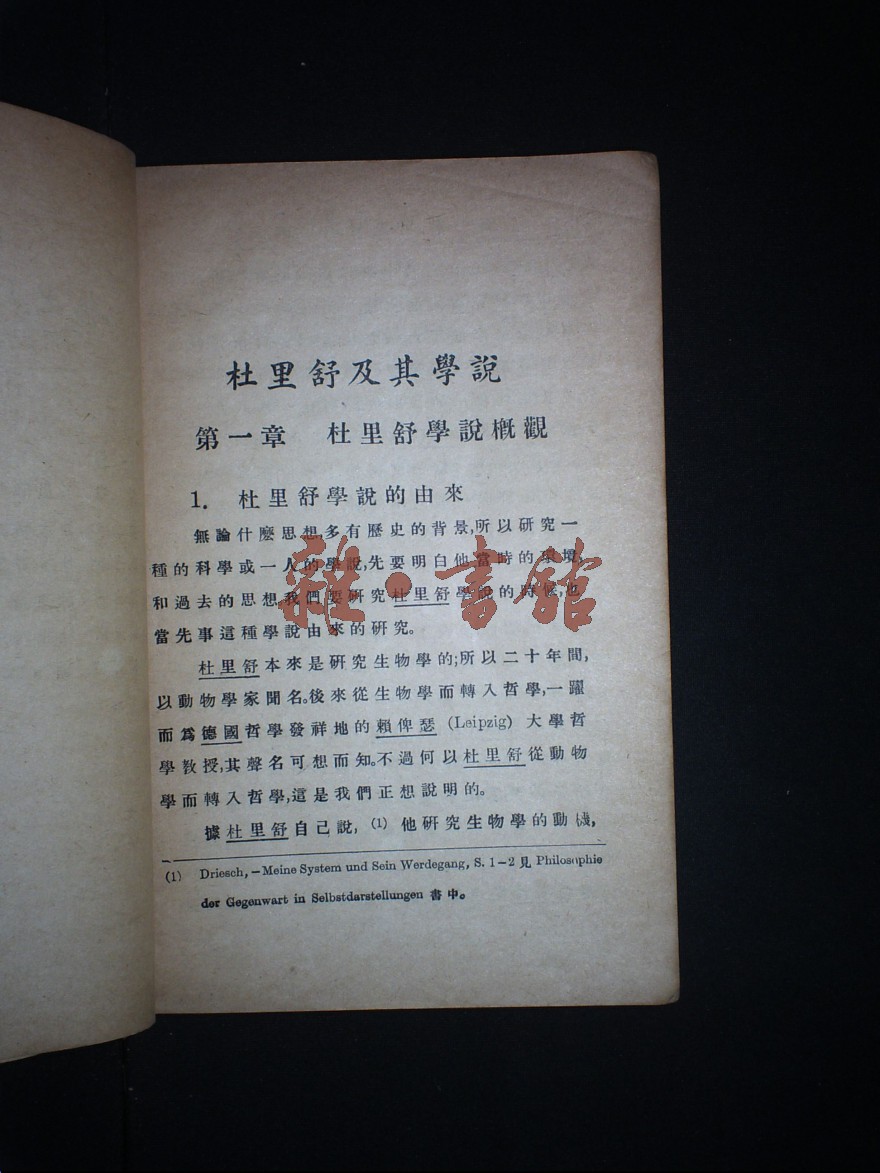 杜里舒及其學說
第一章 杜里舒學說概觀
1. 杜里舒學說的由來
無論什麼思想,多有歷史的背景,所以研究一
種的科學或一人的學說,先要明白他當時的環境,
和過去的思想.我們要研究杜里舒學說的時候,也
當先事這種學說由來的研究。
杜里舒本來是研究生物學的;所以二十年間,
以動物學家聞名。後來從生物學而轉入哲學,一躍
而爲德國哲學發祥地的賴俾瑟 (Leipzig) 大學哲
學教授,其聲名可想而知。不過何以杜里舒從動物
學而轉入哲學,這是我們正想說明的。
據杜里舒自己說, (1) 他研究生物學的動機,
(1) Driesch, —Meine System und Sein Werdegang, S. 1-2 見 Philosophie
der Gegenwart in Selbstdarstellungen 書中。
雜·書館